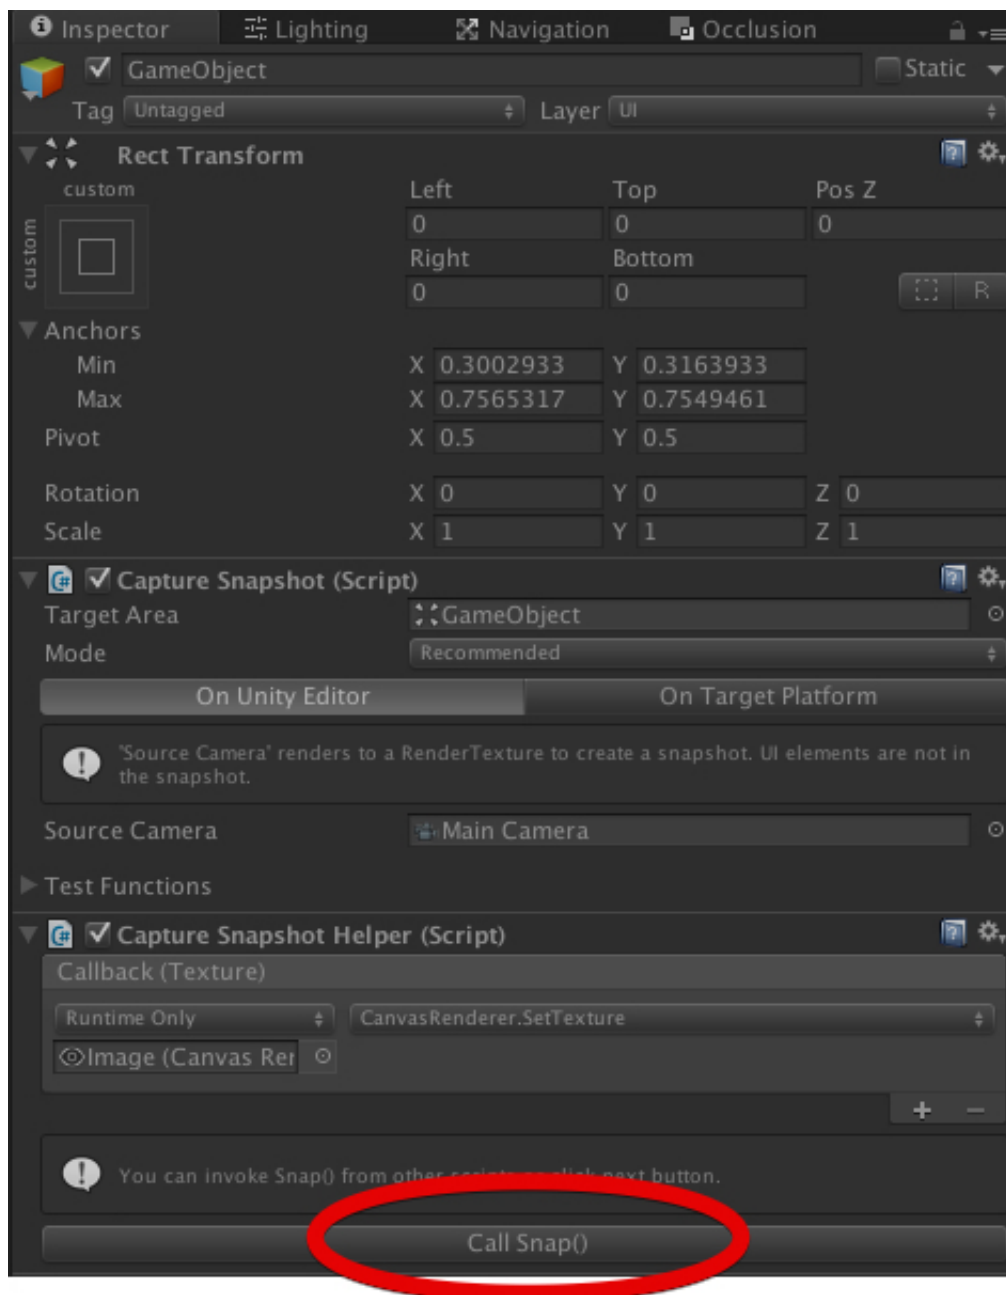 Inspector Lighting Navigation Occlusion
GameObject Static
Tag Untagged Layer UI
Rect Transform
custom Left Top Pos Z
custom
0 0 0
Right Bottom
0 0 R
Anchors
Min X 0.3002933 Y 0.3163933
Max X 0.7565317 Y 0.7549461
Pivot X 0.5 Y 0.5
Rotation X 0 Y 0 Z 0
Scale X 1 Y 1 Z 1
C# Capture Snapshot (Script)
Target Area GameObject
Mode Recommended
On Unity Editor On Target Platform
'Source Camera' renders to a RenderTexture to create a snapshot. UI elements are not in
the snapshot.
Source Camera Main Camera
Test Functions
C# Capture Snapshot Helper (Script)
Callback (Texture)
Runtime Only CanvasRenderer.SetTexture
Image (Canvas Rer
You can invoke Snap() from other scripts or click next button.
Call Snap()